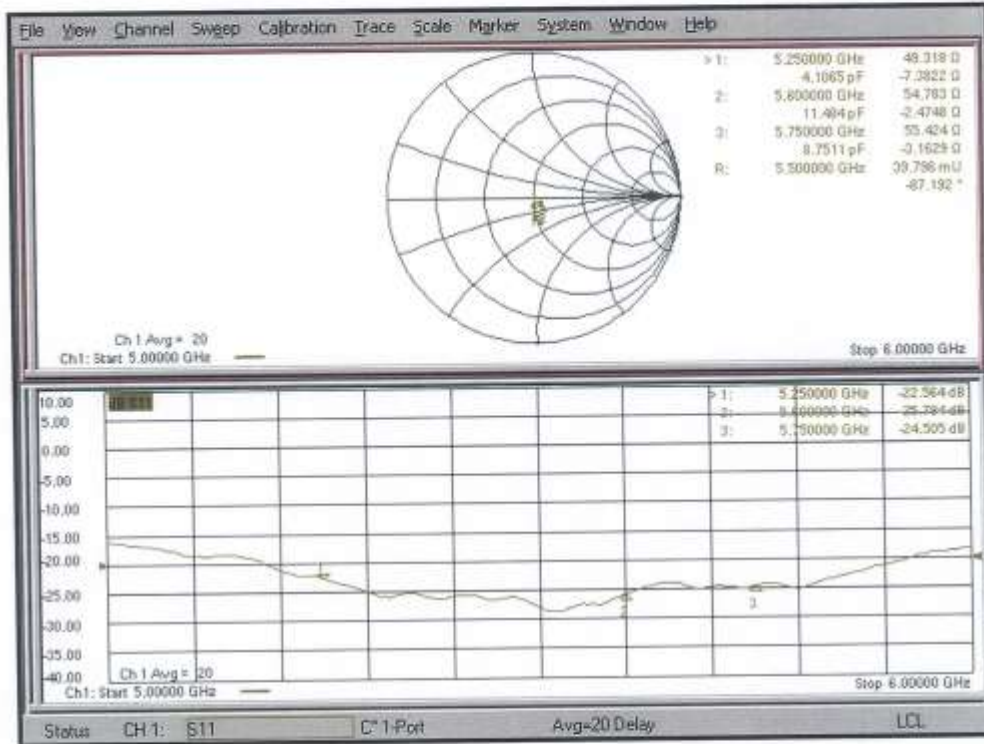 File View Channel Sweep Calibration Trace Scale Marker System Window Help
> 1: 5.250000 GHz 49.318 Ω
4.1065 pF -7.3822 Ω
2: 5.600000 GHz 54.763 Ω
11.484 pF -2.4748 Ω
3: 5.750000 GHz 55.424 Ω
8.7511 pF -3.1629 Ω
R: 5.500000 GHz 39.796 mU
-87.192 °
Ch 1 Avg = 20
Ch1: Start 5.00000 GHz
Stop 6.00000 GHz
10.00
> 1: 5.250000 GHz -22.564 dB
5.00
2: 5.600000 GHz -25.784 dB
0.00
3: 5.750000 GHz -24.505 dB
-5.00
-10.00
-15.00
-20.00
1
-25.00
2
3
-30.00
-35.00
-40.00
Ch 1 Avg = 20
Ch1: Start 5.00000 GHz
Stop 6.00000 GHz
Status CH 1: S11 C* 1-Port Avg=20 Delay LCL